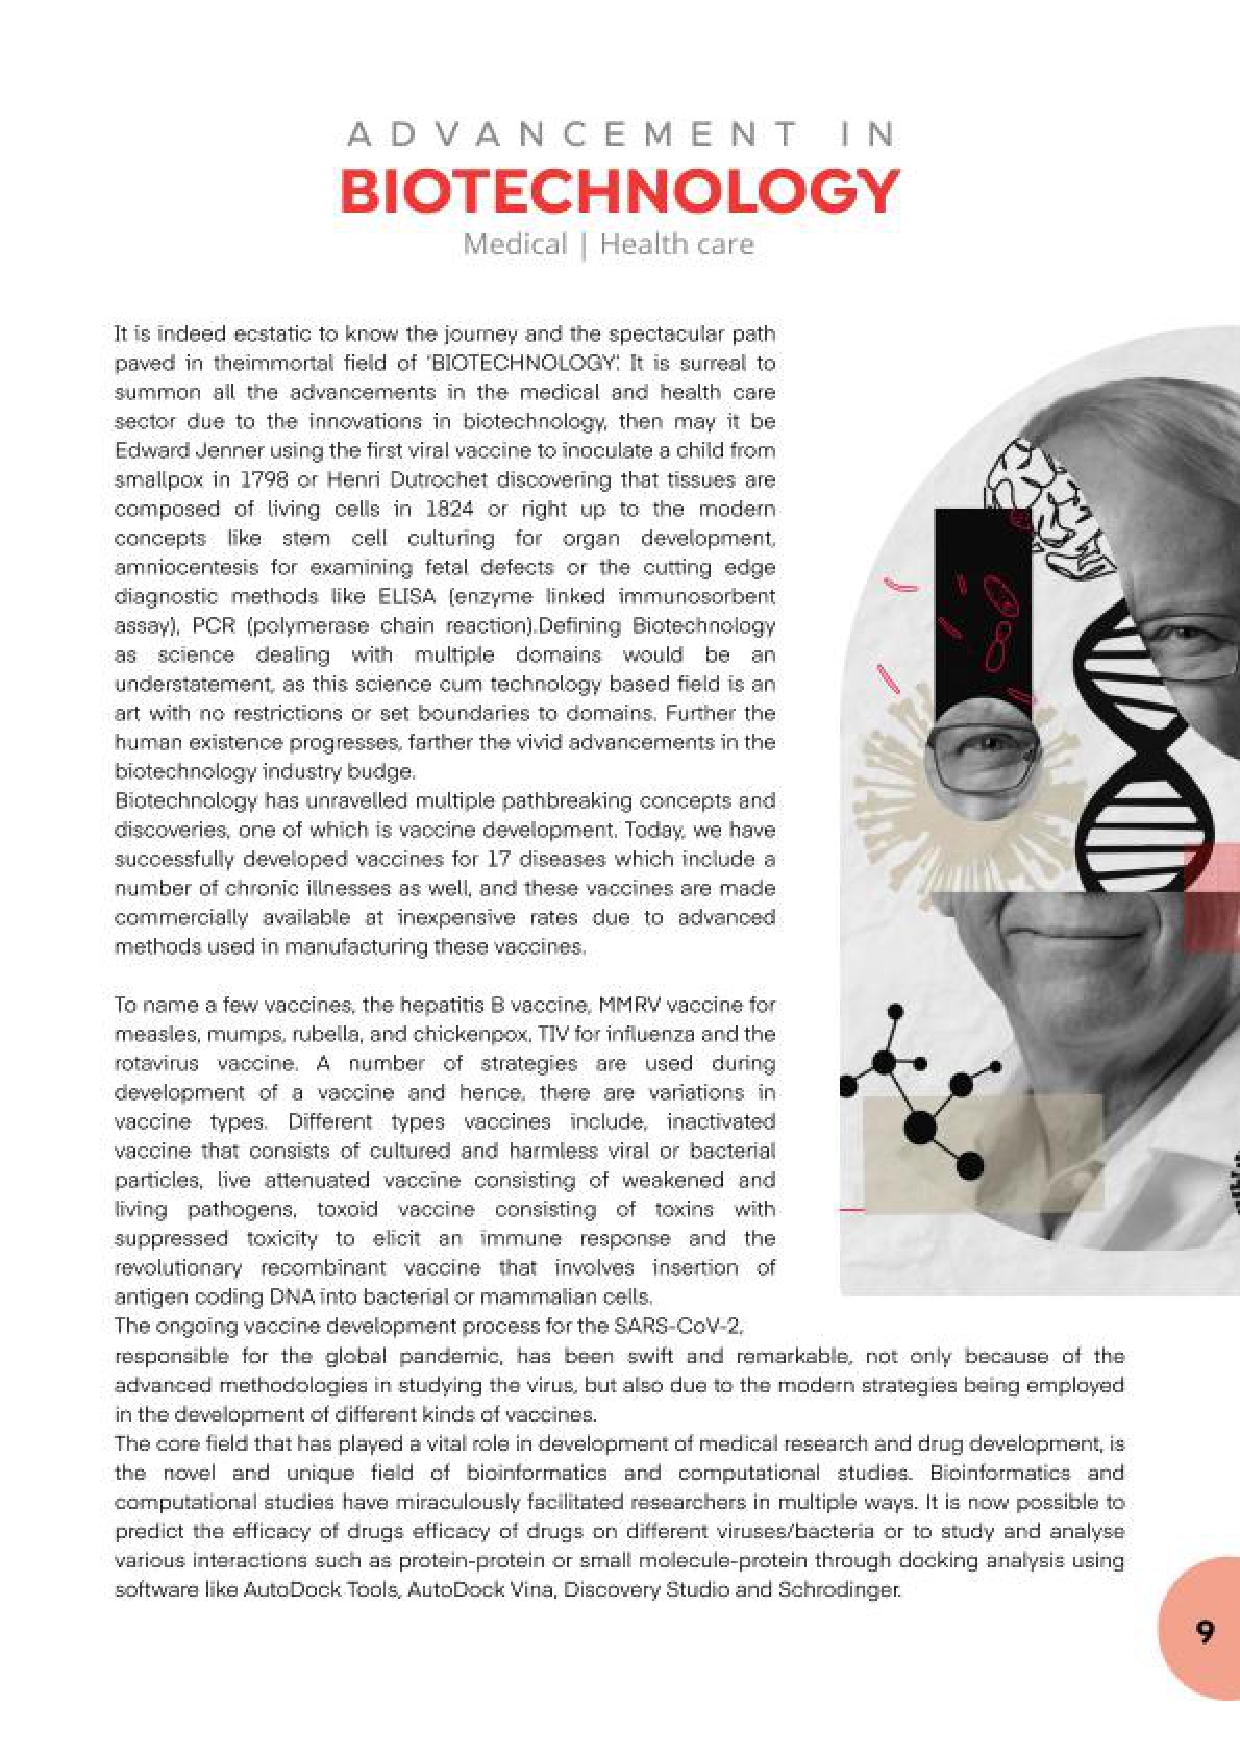 ADVANCEMENT IN
BIOTECHNOLOGY
Medical | Health care
It is indeed ecstatic to know the journey and the spectacular path
paved in theimmortal field of 'BIOTECHNOLOGY'. It is surreal to
summon all the advancements in the medical and health care
sector due to the innovations in biotechnology, then may it be
Edward Jenner using the first viral vaccine to inoculate a child from
smallpox in 1798 or Henri Dutrochet discovering that tissues are
composed of living cells in 1824 or right up to the modern
concepts like stem cell culturing for organ development,
amniocentesis for examining fetal defects or the cutting edge
diagnostic methods like ELISA (enzyme linked immunosorbent
assay), PCR (polymerase chain reaction).Defining Biotechnology
as science dealing with multiple domains would be an
understatement, as this science cum technology based field is an
art with no restrictions or set boundaries to domains. Further the
human existence progresses, farther the vivid advancements in the
biotechnology industry budge.
Biotechnology has unravelled multiple pathbreaking concepts and
discoveries, one of which is vaccine development. Today, we have
successfully developed vaccines for 17 diseases which include a
number of chronic illnesses as well, and these vaccines are made
commercially available at inexpensive rates due to advanced
methods used in manufacturing these vaccines.
To name a few vaccines, the hepatitis B vaccine, MMRV vaccine for
measles, mumps, rubella, and chickenpox, TIV for influenza and the
rotavirus vaccine. A number of strategies are used during
development of a vaccine and hence, there are variations in
vaccine types. Different types vaccines include, inactivated
vaccine that consists of cultured and harmless viral or bacterial
particles, live attenuated vaccine consisting of weakened and
living pathogens, toxoid vaccine consisting of toxins with
suppressed toxicity to elicit an immune response and the
revolutionary recombinant vaccine that involves insertion of
antigen coding DNA into bacterial or mammalian cells.
The ongoing vaccine development process for the SARS-CoV-2,
responsible for the global pandemic, has been swift and remarkable, not only because of the
advanced methodologies in studying the virus, but also due to the modern strategies being employed
in the development of different kinds of vaccines.
The core field that has played a vital role in development of medical research and drug development, is
the novel and unique field of bioinformatics and computational studies. Bioinformatics and
computational studies have miraculously facilitated researchers in multiple ways. It is now possible to
predict the efficacy of drugs efficacy of drugs on different viruses/bacteria or to study and analyse
various interactions such as protein-protein or small molecule-protein through docking analysis using
software like AutoDock Tools, AutoDock Vina, Discovery Studio and Schrodinger.
9